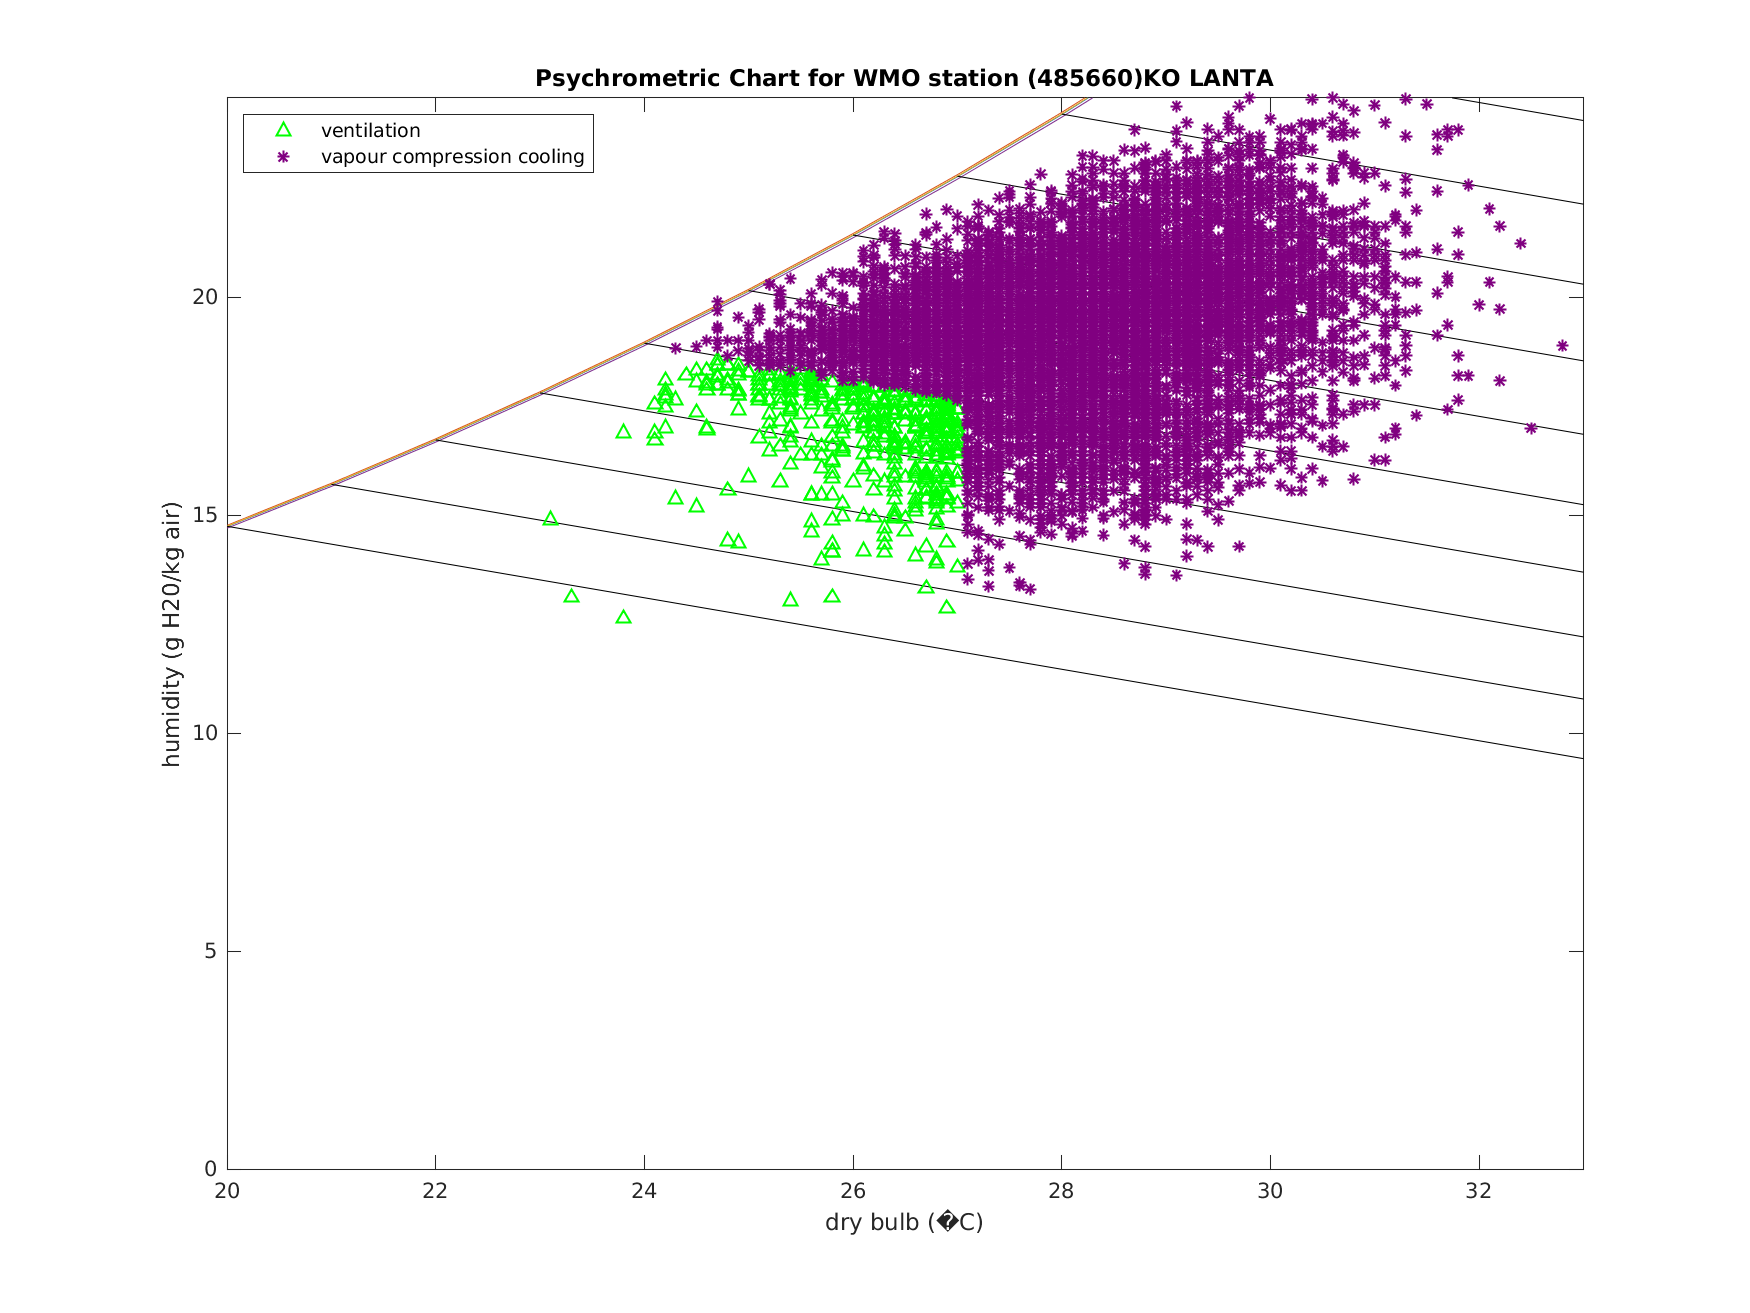 Psychrometric Chart for WMO station (485660)KO LANTA
ventilation
vapour compression cooling
humidity (g H20/kg air)
20
15
10
5
0
20 22 24 26 28 30 32
dry bulb (�C)